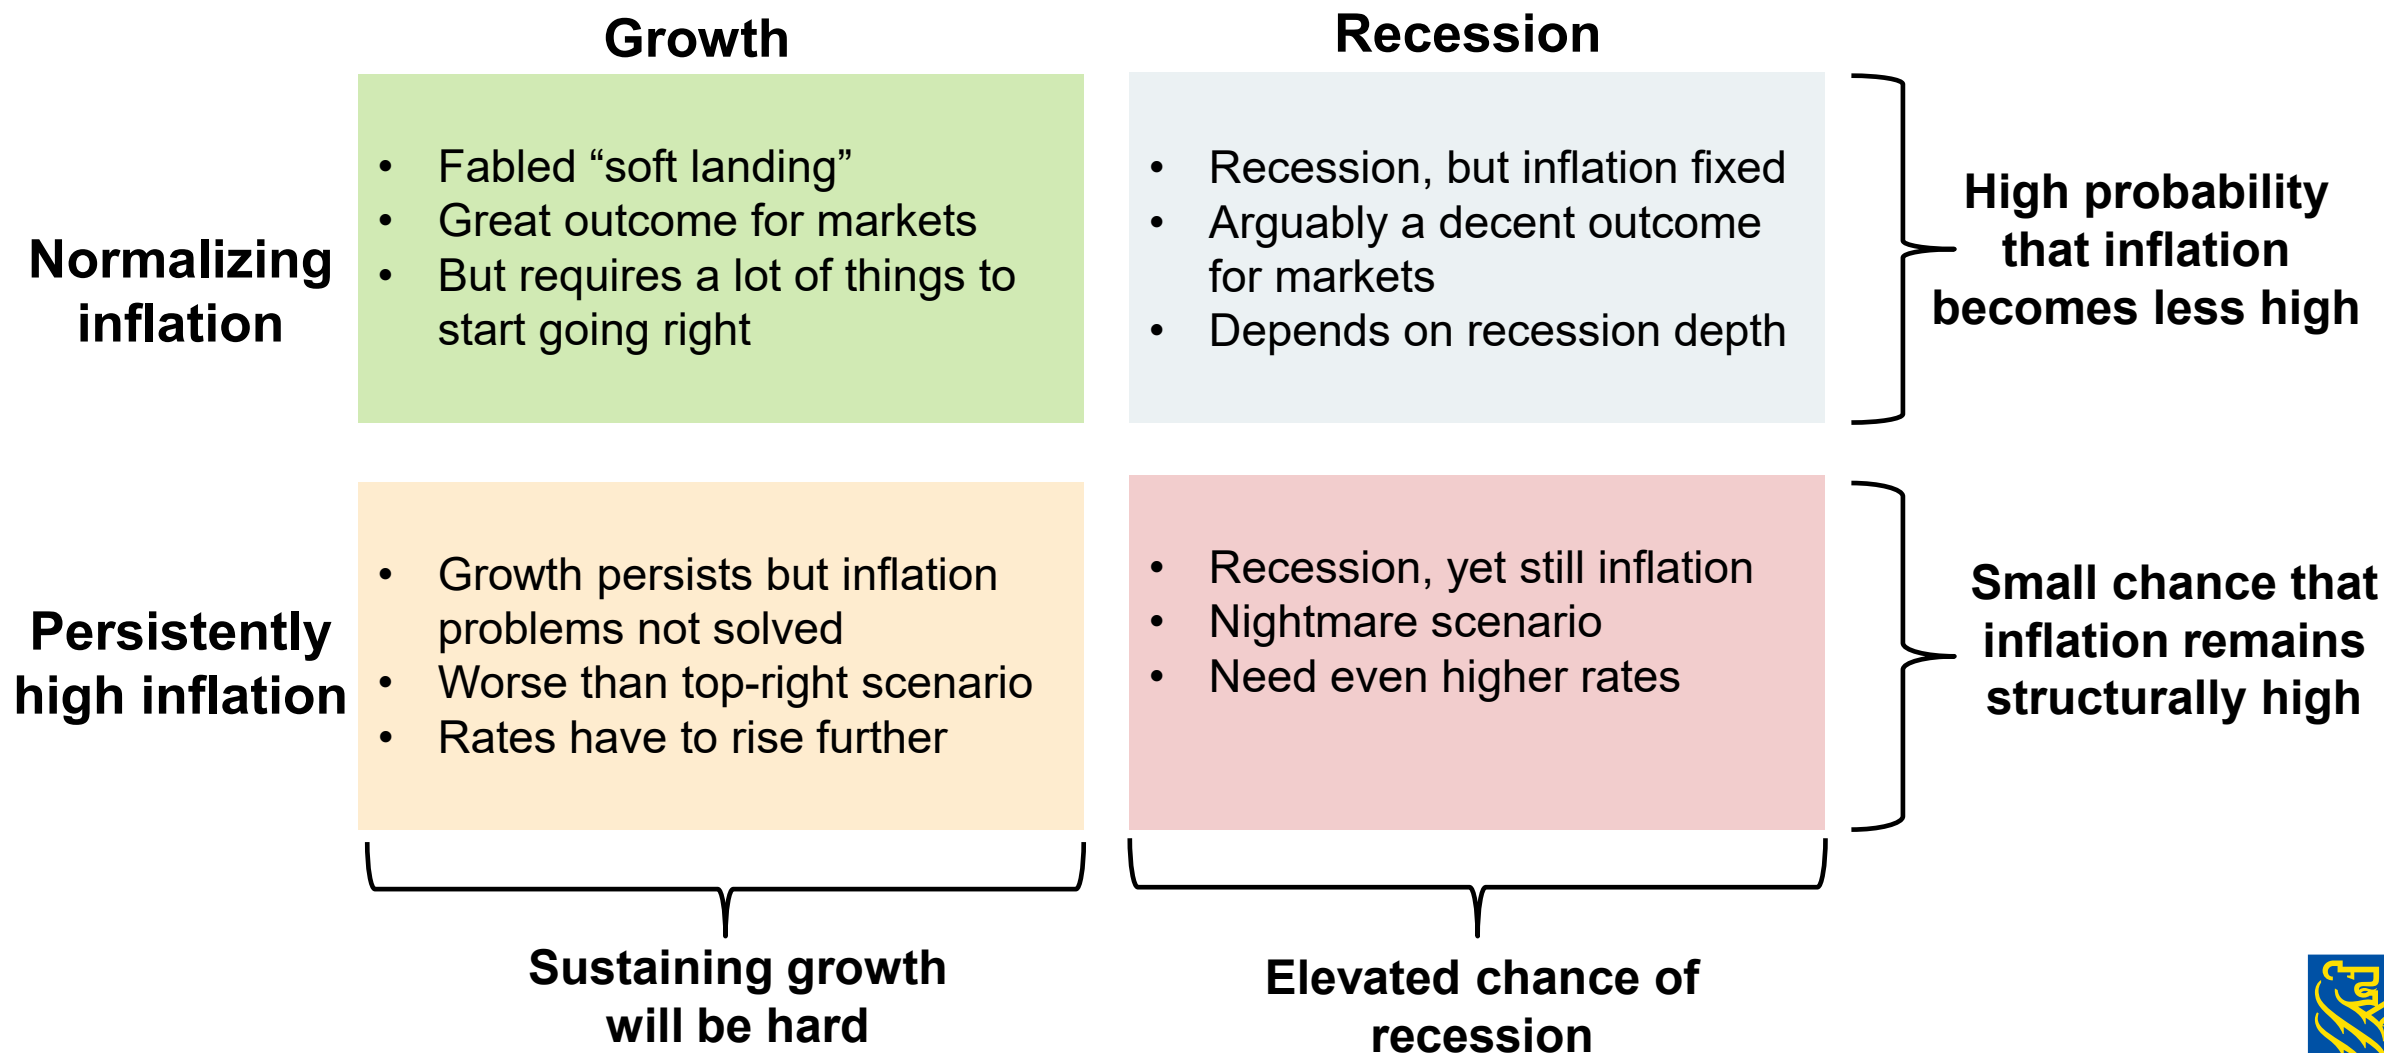 Growth
Recession
Normalizing
inflation
• Fabled “soft landing”
• Great outcome for markets
• But requires a lot of things to
start going right
• Recession, but inflation fixed
• Arguably a decent outcome
for markets
• Depends on recession depth
High probability
that inflation
becomes less high
Persistently
high inflation
• Growth persists but inflation
problems not solved
• Worse than top-right scenario
• Rates have to rise further
• Recession, yet still inflation
• Nightmare scenario
• Need even higher rates
Small chance that
inflation remains
structurally high
Sustaining growth
will be hard
Elevated chance of
recession